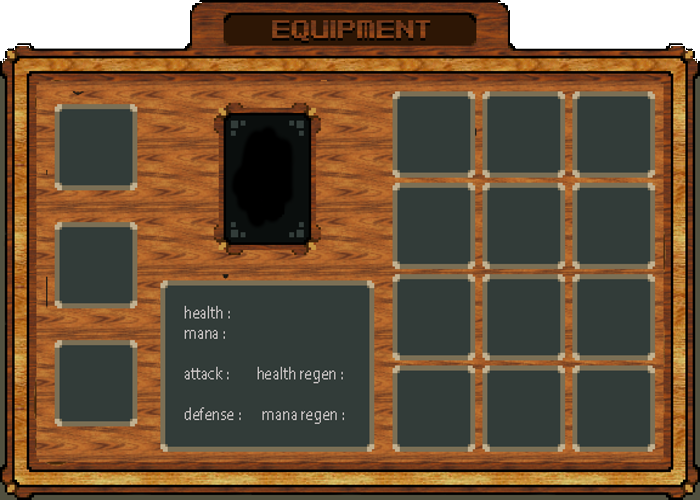 EQUIPMENT
health :
mana :
attack : health regen :
defense : mana regen :